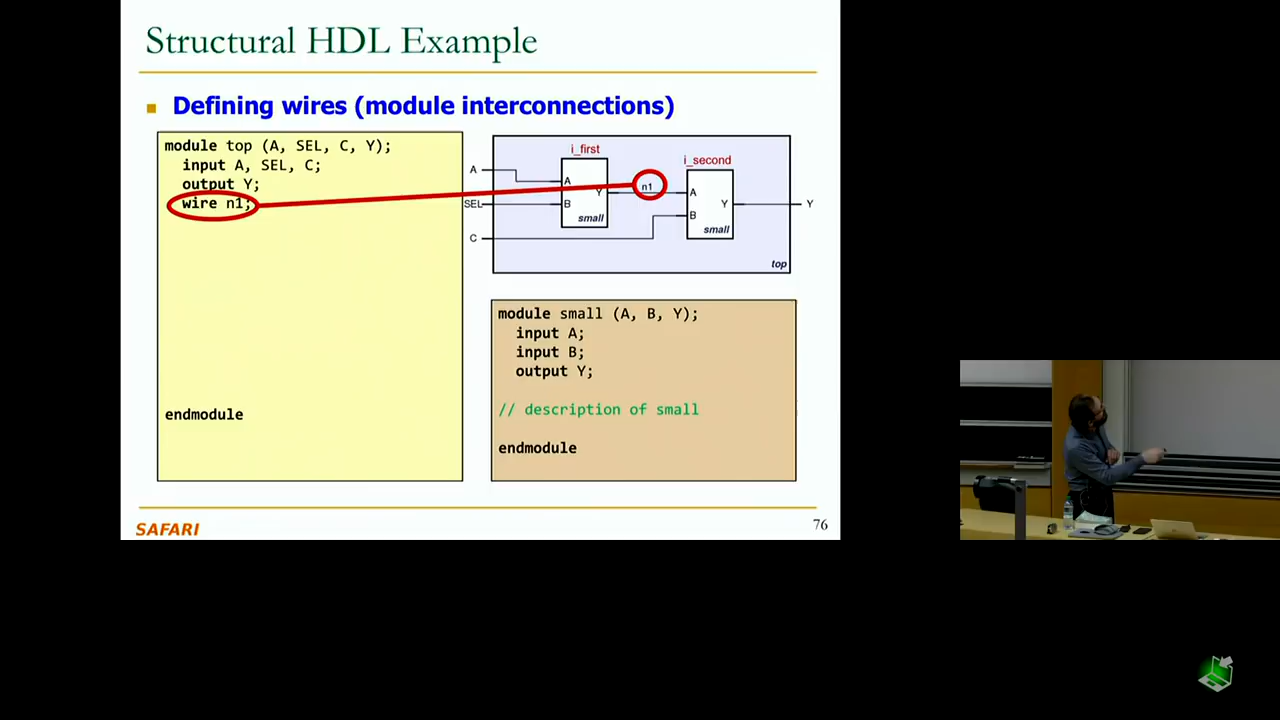 Structural HDL Example
Defining wires (module interconnections)
module top (A, SEL, C, Y);
input A, SEL, C;
output Y;
wire n1;
endmodule
i_first
i_second
A
A
Y
n1
A
SEL
B
small
Y
Y
B
small
C
top
module small (A, B, Y);
input A;
input B;
output Y;
// description of small
endmodule
SAFARI
76